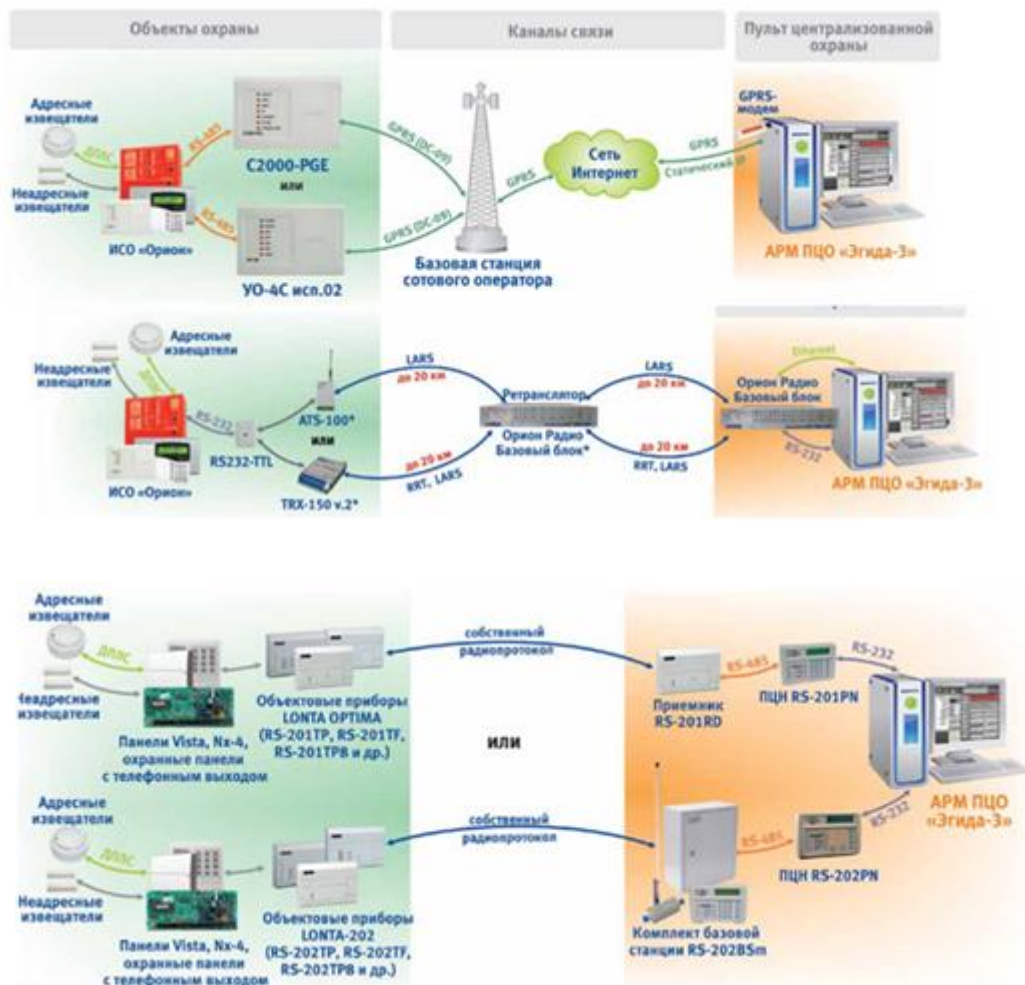 Объекты охраны
Каналы связи
Пульт централизованной
охраны
Адресные
извещатели
ДПЛС
Неадресные
извещатели
ИСО «Орион»
RS-485
RS-485
С2000-PGE
или
УО-4С исп.02
GPRS (DC-09)
GPRS (DC-09)
Базовая станция
сотового оператора
GPRS
Сеть
Интернет
GPRS
Статический IP
GPRS-
модем
АРМ ПЦО «Эгида-3»
Адресные
извещатели
Неадресные
извещатели
ДПЛС
ИСО «Орион»
RS-232
RS232-TTL
ATS-100*
или
TRX-150 v.2*
LARS
до 20 км
до 20 км
RRT, LARS
Ретранслятор
Орион Радио
Базовый блок*
LARS
до 20 км
до 20 км
RRT, LARS
Ethernet
Орион Радио
Базовый блок
RS-232
АРМ ПЦО «Эгида-3»
Адресные
извещатели
ДПЛС
Неадресные
извещатели
Панели Vista, Nx-4,
охранные панели
с телефонным выходом
Объектовые приборы
LONTA OPTIMA
(RS-201TP, RS-201TF,
RS-201TP8 и др.)
собственный
радиопротокол
Приемник
RS-201RD
RS-485
ПЦН RS-201PN
RS-232
или
АРМ ПЦО
«Эгида-3»
Адресные
извещатели
ДПЛС
Неадресные
извещатели
Панели Vista, Nx-4,
охранные панели
с телефонным выходом
Объектовые приборы
LONTA-202
(RS-202TP, RS-202TF,
RS-202TP8 и др.)
собственный
радиопротокол
Комплект базовой
станции RS-202BSm
RS-485
ПЦН RS-202PN
RS-232